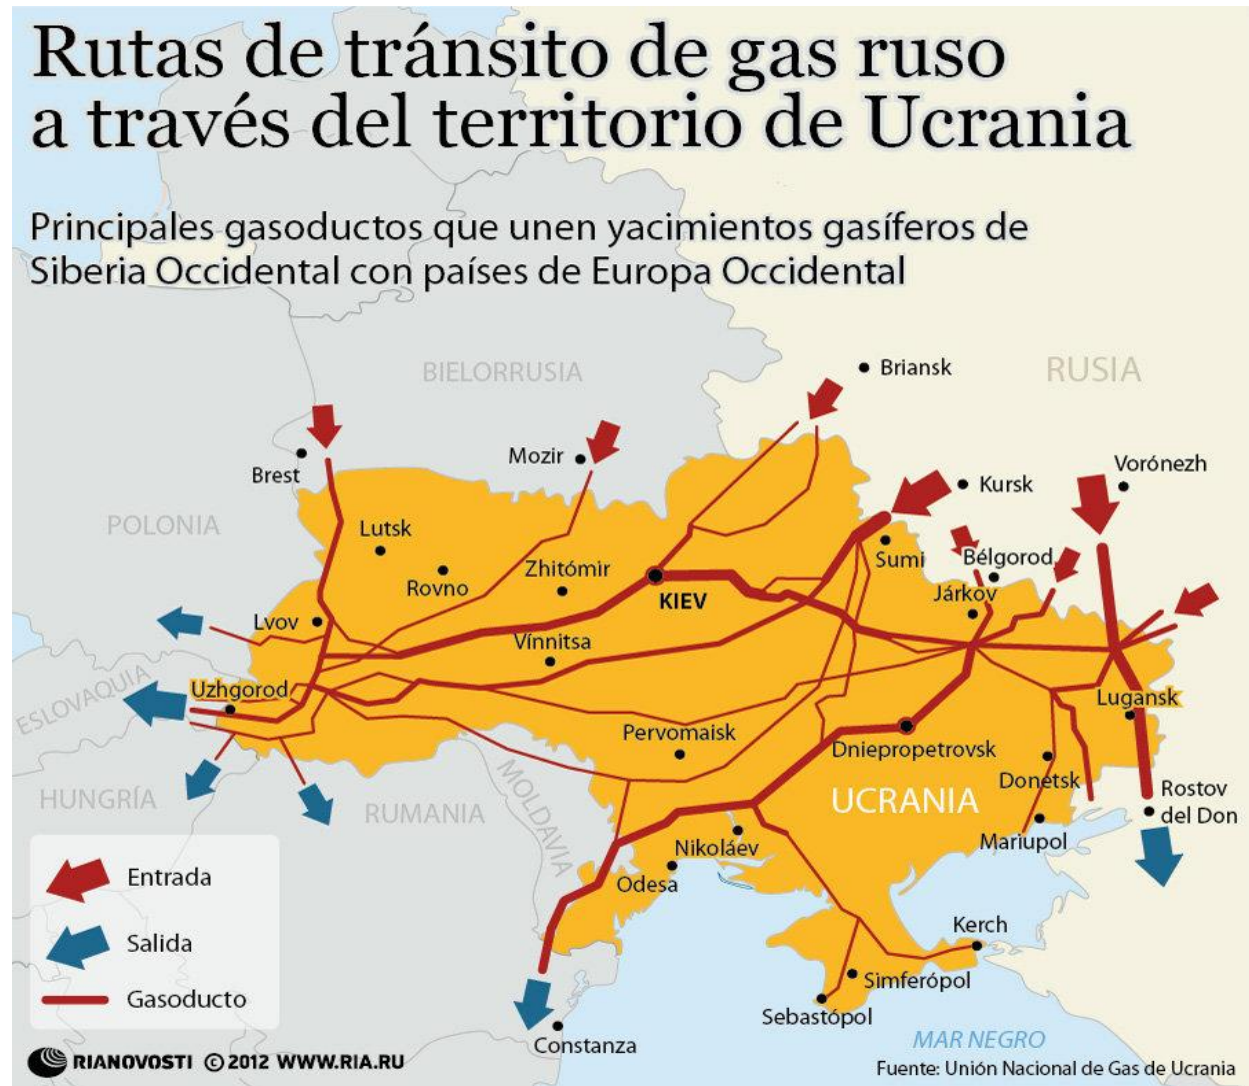 Rutas de tránsito de gas ruso
a través del territorio de Ucrania
Principales gasoductos que unen yacimientos gasíferos de
Siberia Occidental con países de Europa Occidental
BIELORRUSIA
Briansk
RUSIA
Mozir
Brest
Vorónezh
Kursk
POLONIA
Lutsk
Sumi
Bélgorod
Rovno
Zhitómir
KIEV
Járkov
Lvov
Vínnitsa
ESLOVAQUIA
Uzhgorod
Lugansk
Pervomaisk
Dniepropetrovsk
Donetsk
HUNGRÍA
RUMANIA
MOLDAVIA
UCRANIA
Rostov
del Don
Nikoláev
Mariupol
Odesa
Entrada
Salida
Gasoducto
Kerch
Simferópol
Sebastópol
Constanza
MAR NEGRO
RIANOVOSTI © 2012 WWW.RIA.RU
Fuente: Unión Nacional de Gas de Ucrania